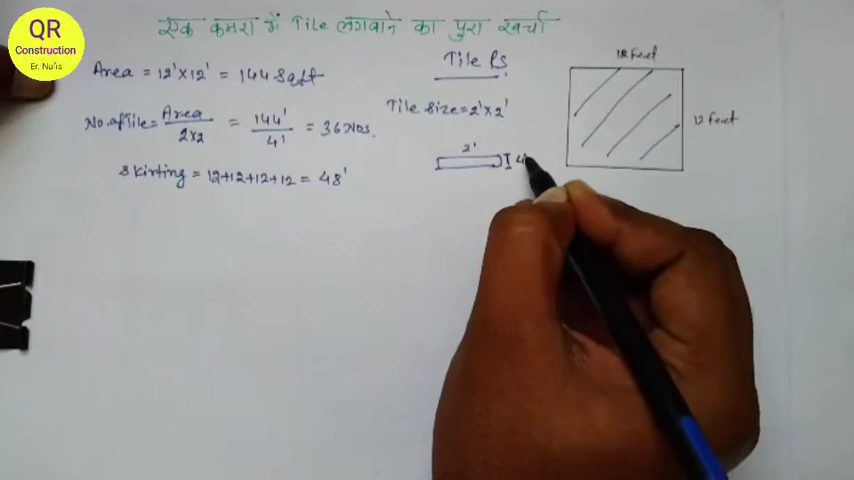 QR
Construction
Er. Nafis
एक कमरा में Tile लगवाने का पुरा खर्चा
Area = 12'x12' = 144 Sqft
Tile Rs
12 Feet
No. of Tile = Area / 2x2 = 144' / 4' = 36 Nos.
Tile Size = 2'x2'
12 Feet
Skirting = 12+12+12+12 = 48'
2'
4"